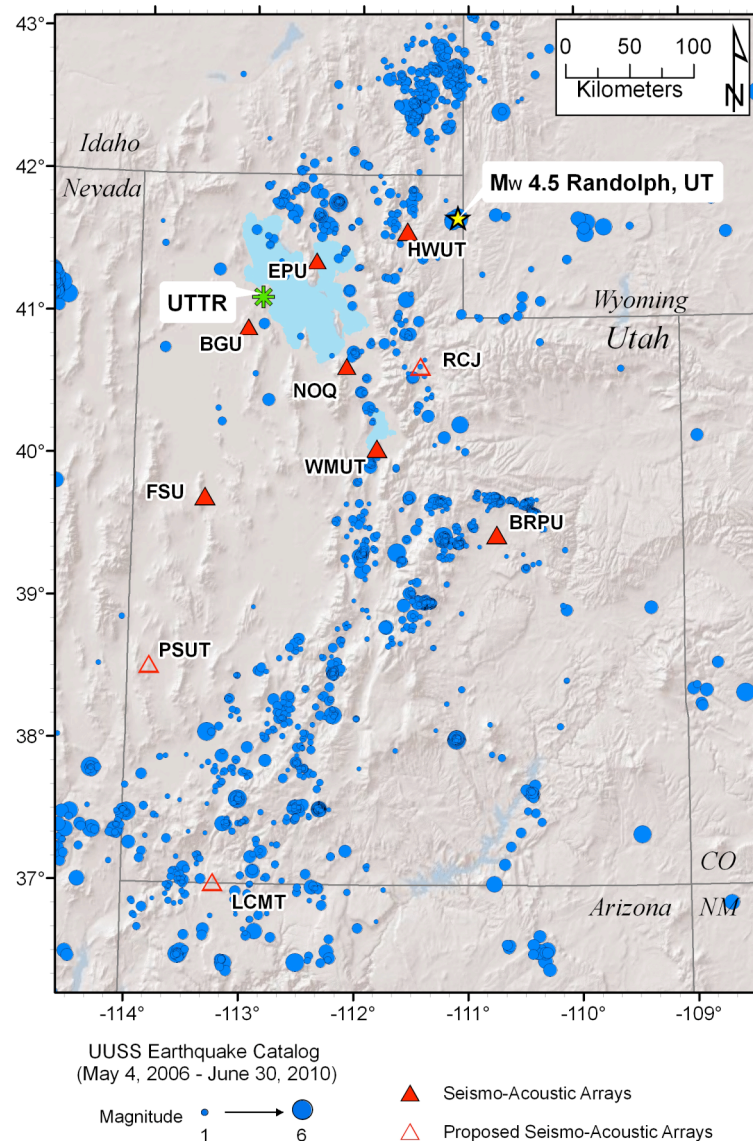 43°
0 50 100
Kilometers
N
42°
Idaho
Nevada
Mw 4.5 Randolph, UT
HWUT
EPU
41°
UTTR
Wyoming
Utah
BGU
RCJ
NOQ
40°
WMUT
FSU
BRPU
39°
PSUT
38°
37°
CO
LCMT
Arizona
NM
-114° -113° -112° -111° -110° -109°
UUSS Earthquake Catalog
(May 4, 2006 - June 30, 2010)
Magnitude
1 6
Seismo-Acoustic Arrays
Proposed Seismo-Acoustic Arrays